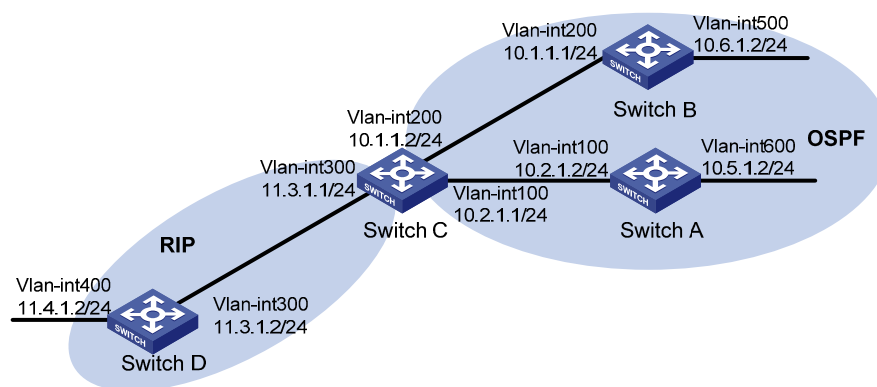 Vlan-int200
10.1.1.1/24
Vlan-int500
10.6.1.2/24
SWITCH
Switch B
Vlan-int200
10.1.1.2/24
Vlan-int300
11.3.1.1/24
SWITCH
Switch C
Vlan-int100
10.2.1.1/24
Vlan-int100
10.2.1.2/24
Vlan-int600
10.5.1.2/24
OSPF
SWITCH
Switch A
RIP
Vlan-int400
11.4.1.2/24
SWITCH
Switch D
Vlan-int300
11.3.1.2/24